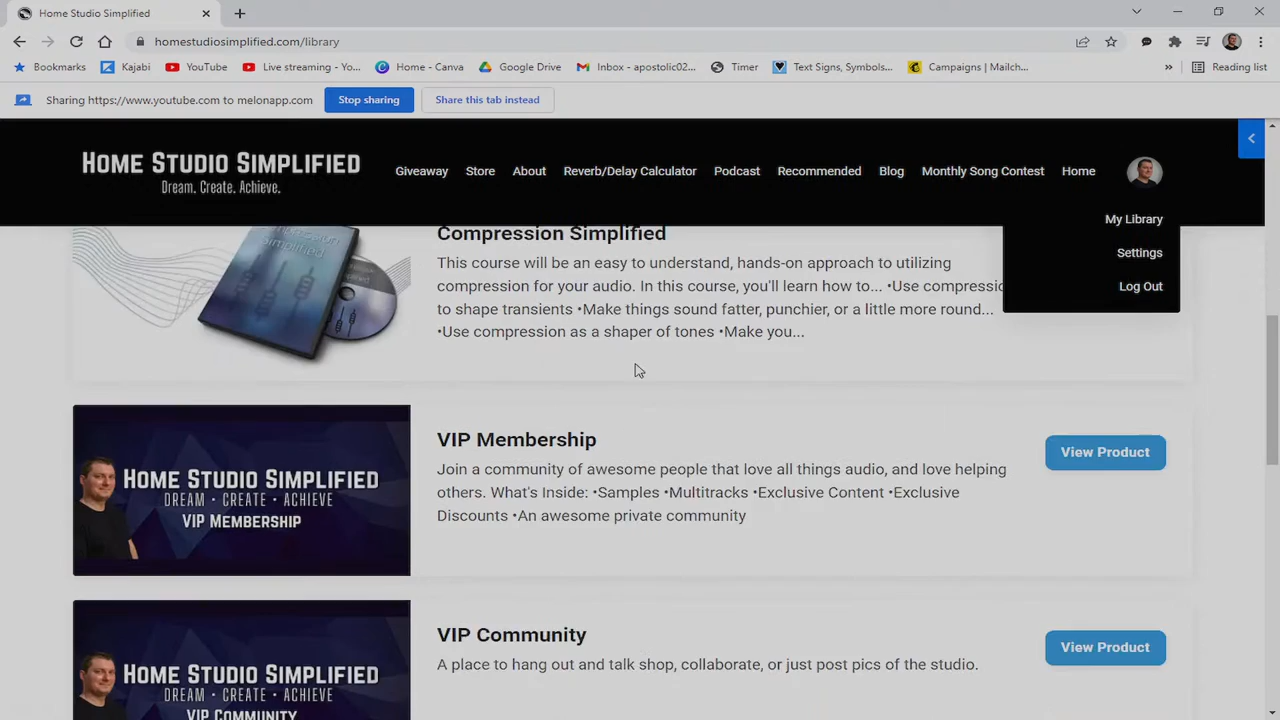 Home Studio Simplified
homestudiosimplified.com/library
Bookmarks Kajabi YouTube Live streaming - Yo... Home - Canva Google Drive Inbox - apostolic02... Timer Text Signs, Symbols... Campaigns | Mailch... » Reading list
Sharing https://www.youtube.com to melonapp.com Stop sharing Share this tab instead
HOME STUDIO SIMPLIFIED
Dream. Create. Achieve.
Giveaway Store About Reverb/Delay Calculator Podcast Recommended Blog Monthly Song Contest Home
My Library
Settings
Log Out
Compression Simplified
This course will be an easy to understand, hands-on approach to utilizing
compression for your audio. In this course, you'll learn how to... •Use compressio
to shape transients •Make things sound fatter, punchier, or a little more round...
•Use compression as a shaper of tones •Make you...
HOME STUDIO SIMPLIFIED
DREAM • CREATE • ACHIEVE
VIP MEMBERSHIP
VIP Membership
Join a community of awesome people that love all things audio, and love helping
others. What's Inside: •Samples •Multitracks •Exclusive Content •Exclusive
Discounts •An awesome private community
View Product
HOME STUDIO SIMPLIFIED
DREAM • CREATE • ACHIEVE
VIP COMMUNITY
VIP Community
A place to hang out and talk shop, collaborate, or just post pics of the studio.
View Product